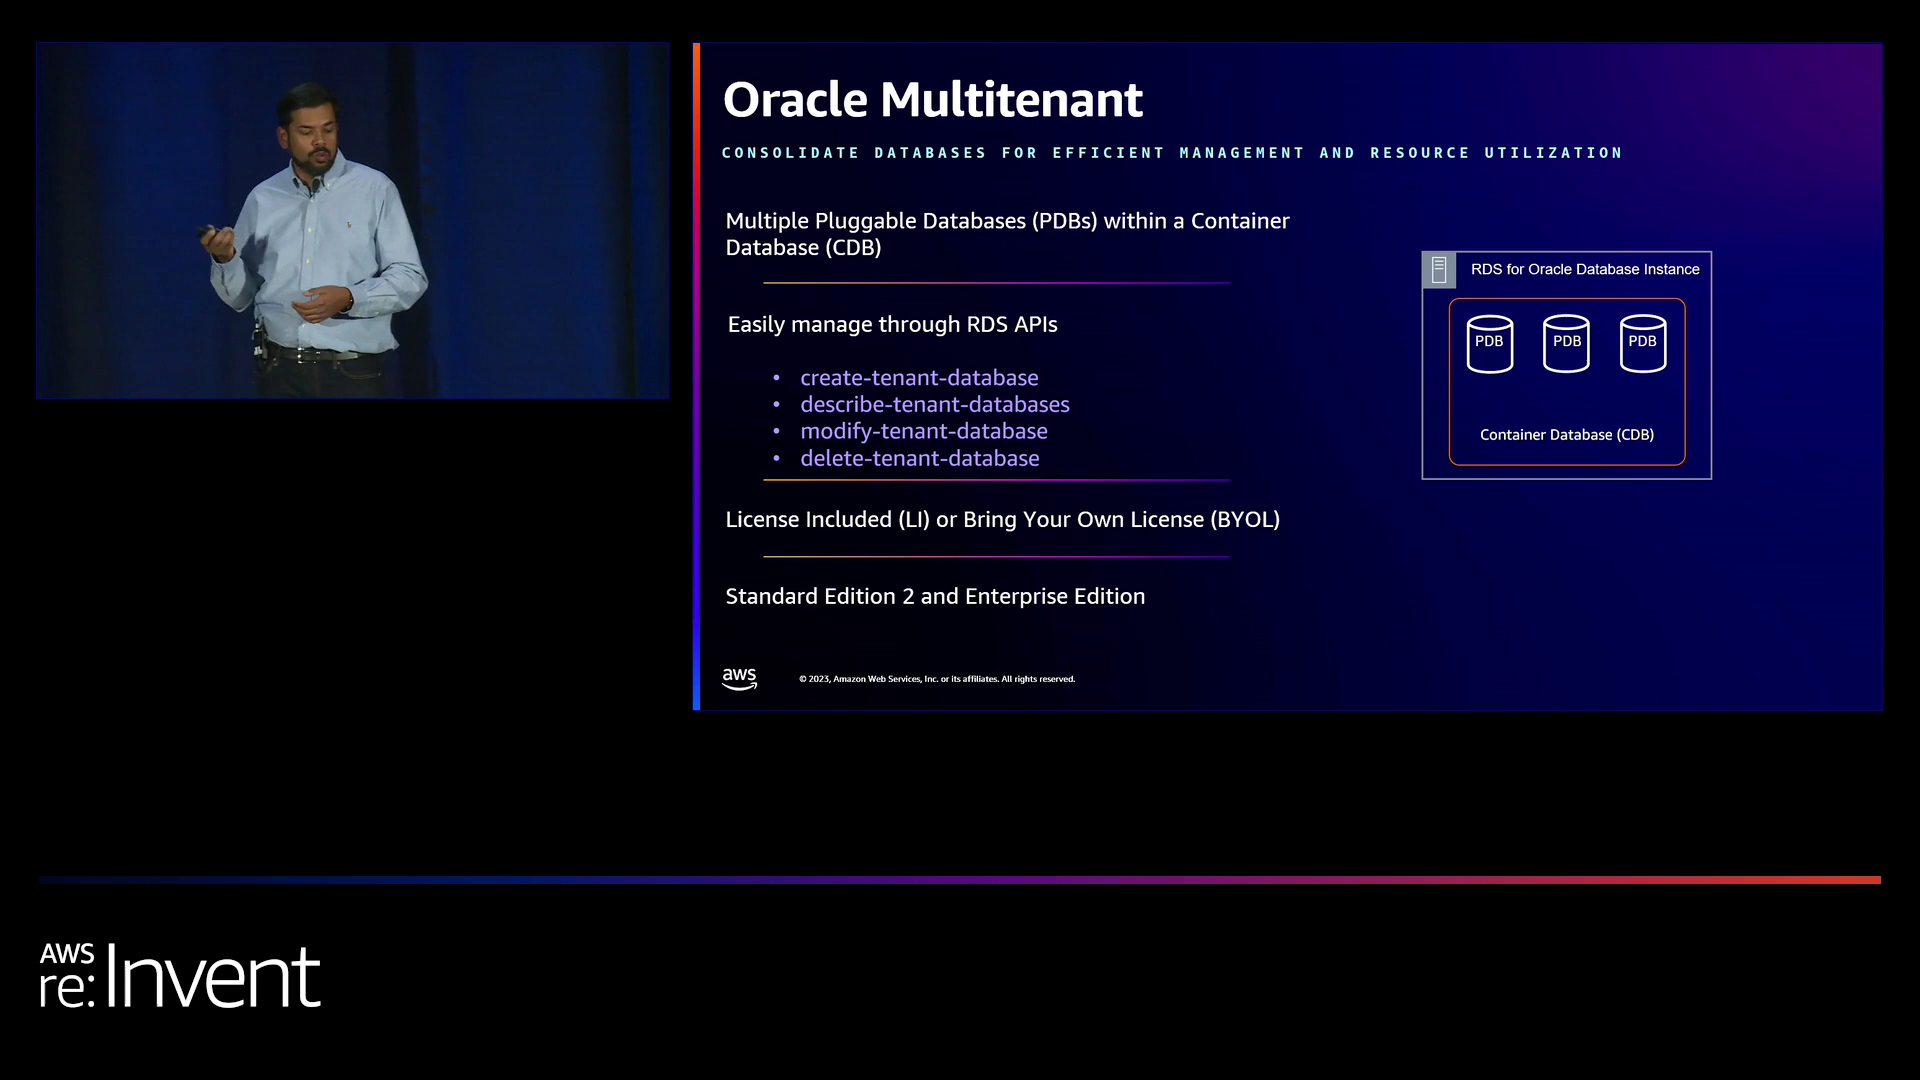 Oracle Multitenant
CONSOLIDATE DATABASES FOR EFFICIENT MANAGEMENT AND RESOURCE UTILIZATION
Multiple Pluggable Databases (PDBs) within a Container
Database (CDB)
Easily manage through RDS APIs
• create-tenant-database
• describe-tenant-databases
• modify-tenant-database
• delete-tenant-database
License Included (LI) or Bring Your Own License (BYOL)
Standard Edition 2 and Enterprise Edition
RDS for Oracle Database Instance
PDB PDB PDB
Container Database (CDB)
aws
© 2023, Amazon Web Services, Inc. or its affiliates. All rights reserved.
AWS
re:Invent